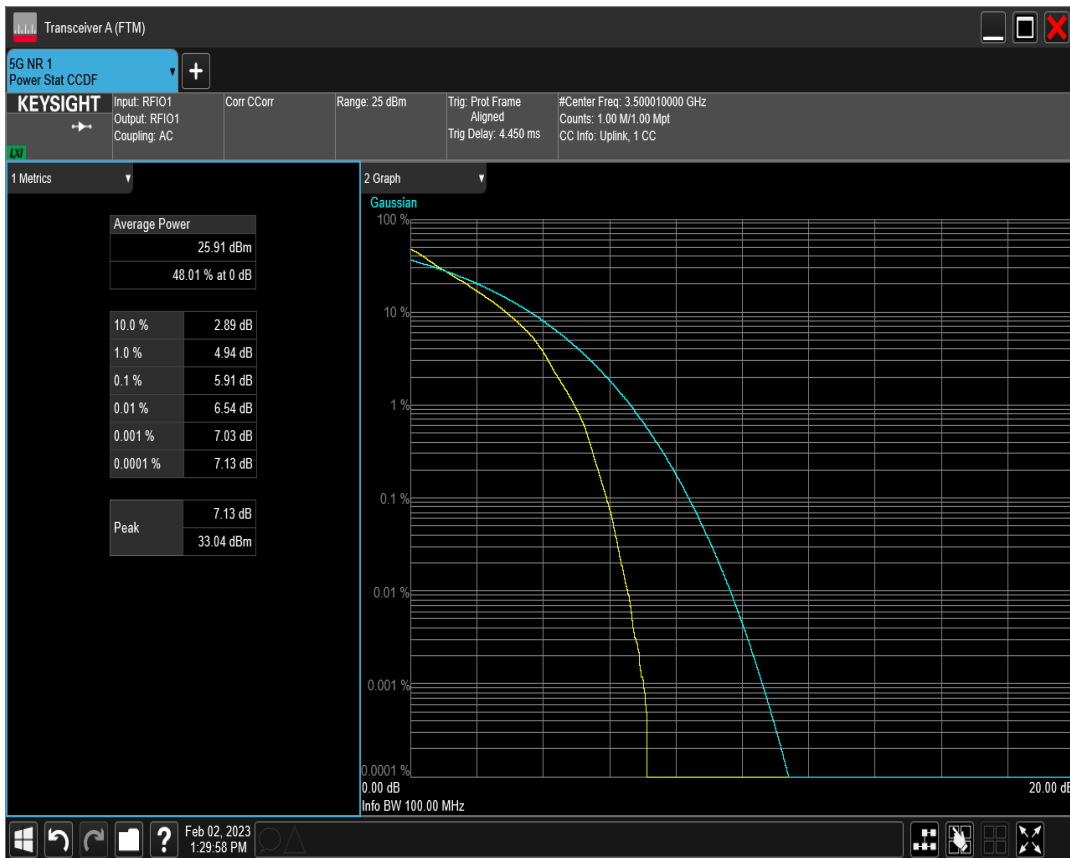 Transceiver A (FTM)
5G NR 1
Power Stat CCDF
+
KEYSIGHT
LXI
Input: RFIO1
Output: RFIO1
Coupling: AC
Corr CCorr
Range: 25 dBm
Trig: Prot Frame
Aligned
Trig Delay: 4.450 ms
#Center Freq: 3.500010000 GHz
Counts: 1.00 M/1.00 Mpt
CC Info: Uplink, 1 CC
1 Metrics
Average Power
25.91 dBm
48.01 % at 0 dB
10.0 % 2.89 dB
1.0 % 4.94 dB
0.1 % 5.91 dB
0.01 % 6.54 dB
0.001 % 7.03 dB
0.0001 % 7.13 dB
Peak
7.13 dB
33.04 dBm
2 Graph
Gaussian
100 %
10 %
1 %
0.1 %
0.01 %
0.001 %
0.0001 %
0.00 dB 20.00 dB
Info BW 100.00 MHz
?
Feb 02, 2023
1:29:58 PM